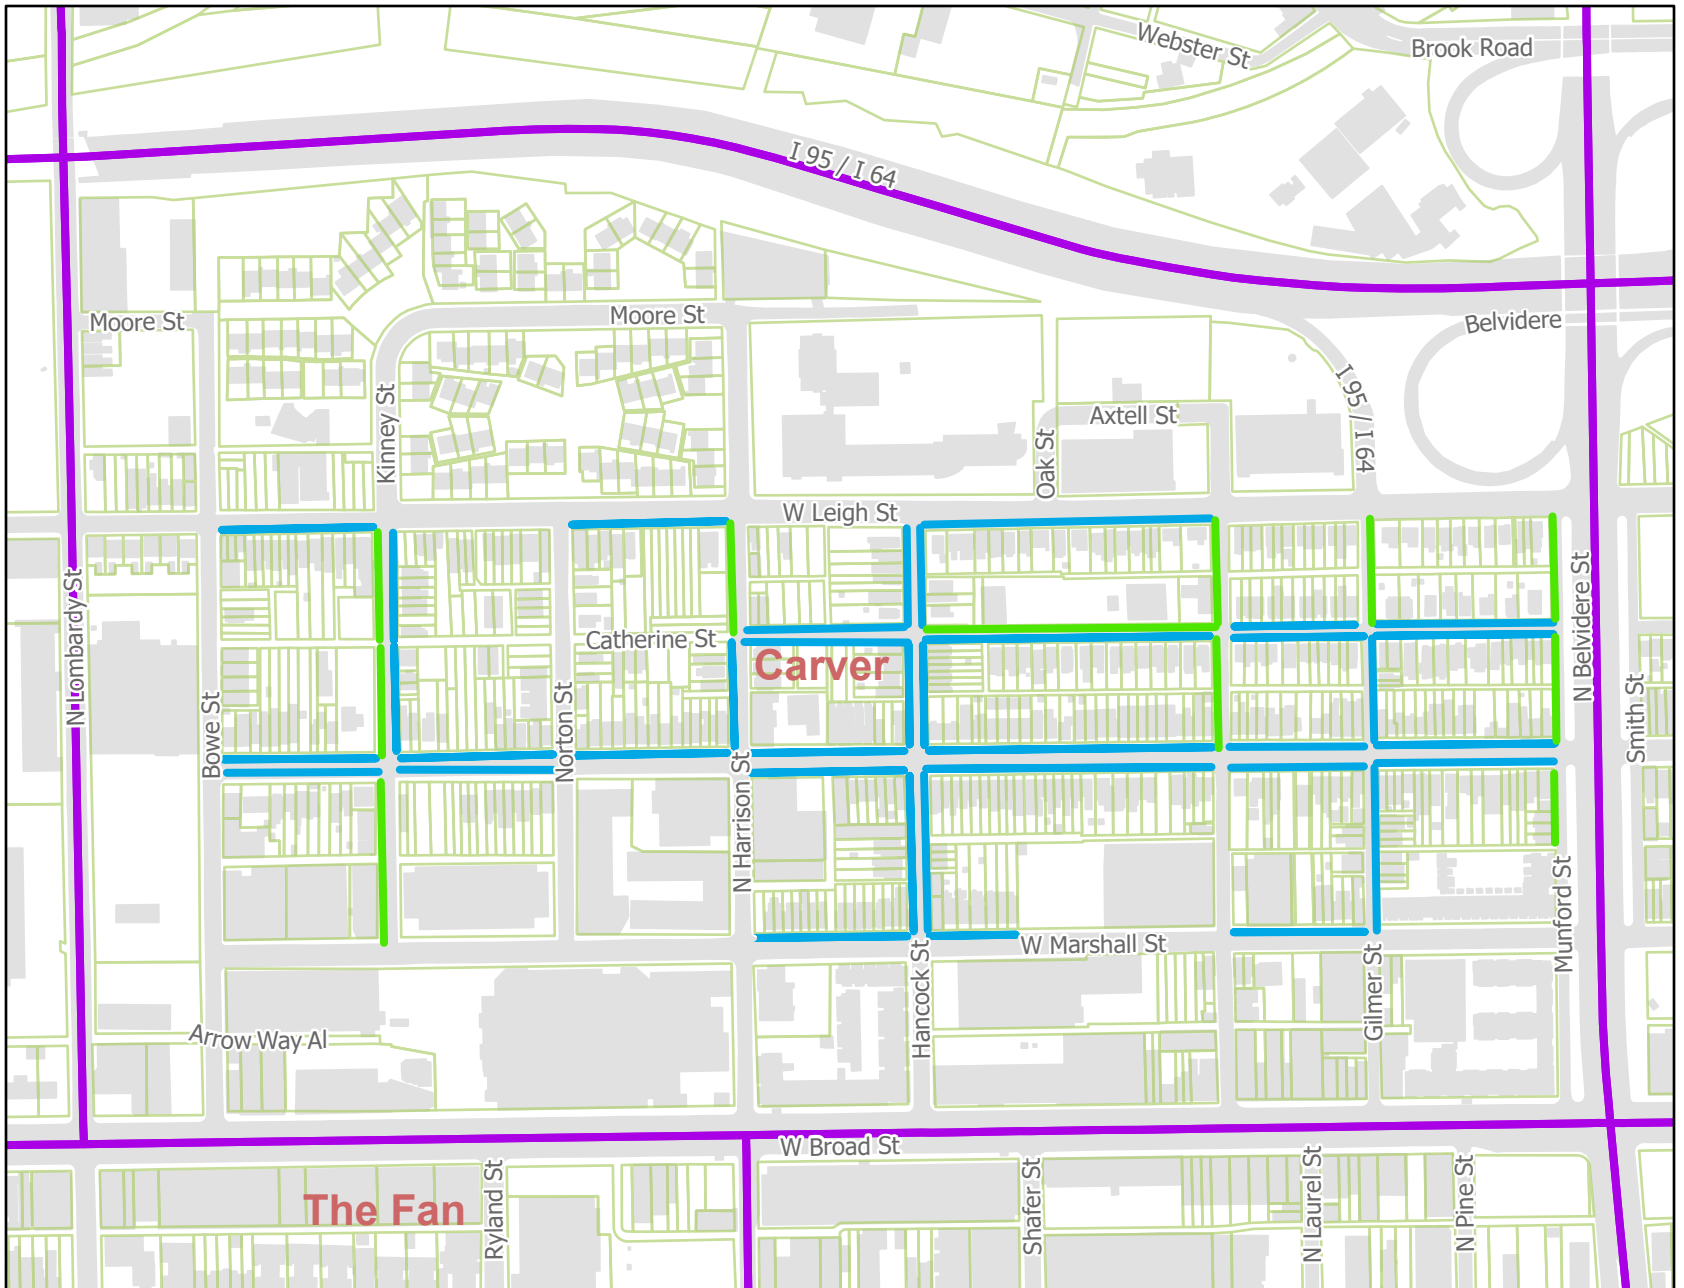 Webster St
Brook Road
I 95 / I 64
Moore St
Moore St
Belvidere
Kinney St
I 95 / I 64
Axtell St
Oak St
W Leigh St
N Lombardy St
Catherine St
Carver
N Belvidere St
Bowe St
Norton St
Smith St
N Harrison St
Munford St
W Marshall St
Hancock St
Gilmer St
Arrow Way Al
W Broad St
The Fan
Ryland St
Shafer St
N Laurel St
N Pine St